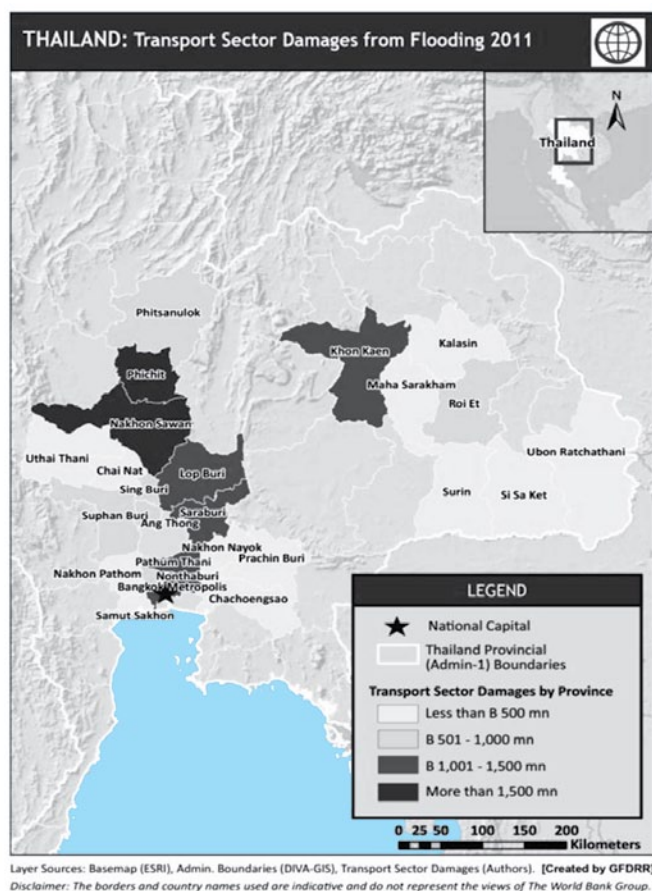 THAILAND: Transport Sector Damages from Flooding 2011
N
Thailand
Phitsanulok
Phichit
Khon Kaen
Kalasin
Maha Sarakham
Roi Et
Nakhon Sawan
Uthai Thani
Chai Nat
Lop Buri
Ubon Ratchathani
Sing Buri
Surin
Si Sa Ket
Suphan Buri
Saraburi
Ang Thong
Nakhon Nayok
Prachin Buri
Pathum Thani
Nakhon Pathom
Nonthaburi
Bangkok Metropolis
Chachoengsao
Samut Sakhon
LEGEND
National Capital
Thailand Provincial
(Admin-1) Boundaries
Transport Sector Damages by Province
Less than B 500 mn
B 501 - 1,000 mn
B 1,001 - 1,500 mn
More than 1,500 mn
0 25 50 100 150 200
Kilometers
Layer Sources: Basemap (ESRI), Admin. Boundaries (DIVA-GIS), Transport Sector Damages (Authors). [Created by GFDRR]
Disclaimer: The borders and country names used are indicative and do not represent the views of The World Bank Group.